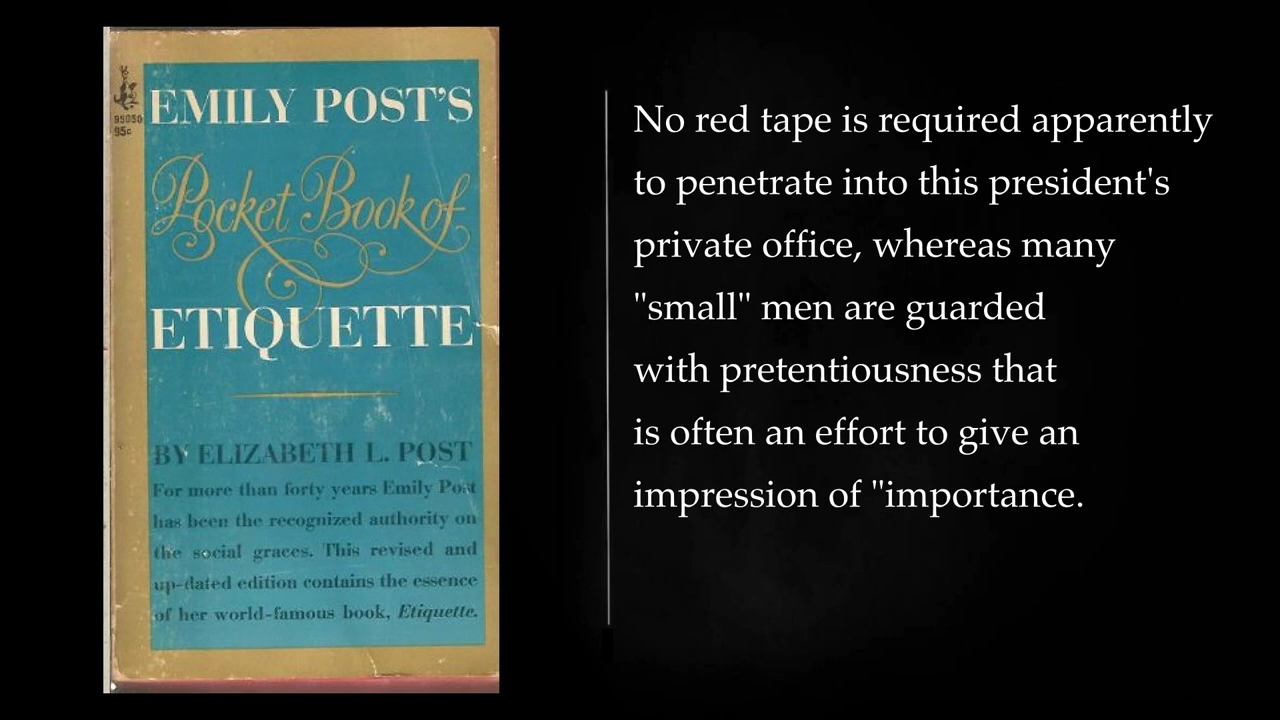 EMILY POST'S
95050
95c
Pocket Book of
ETIQUETTE
BY ELIZABETH L. POST
For more than forty years Emily Post
has been the recognized authority on
the social graces. This revised and
up-dated edition contains the essence
of her world-famous book, Etiquette.
No red tape is required apparently
to penetrate into this president's
private office, whereas many
"small" men are guarded
with pretentiousness that
is often an effort to give an
impression of "importance.